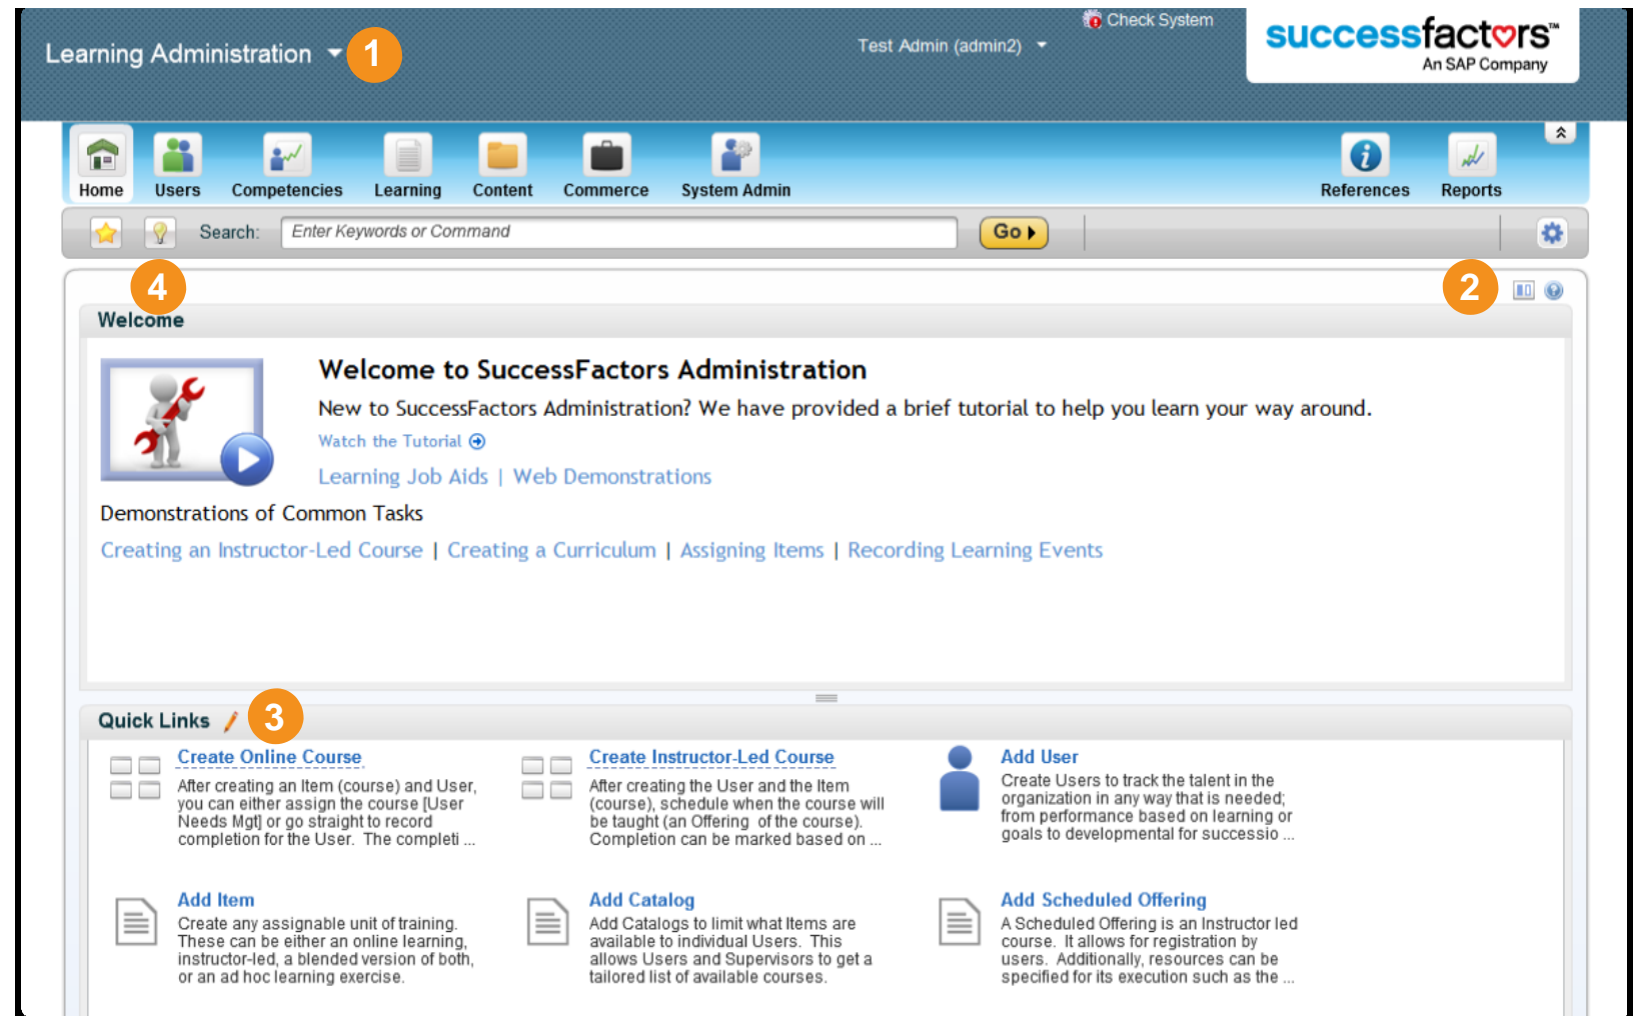 Learning Administration
1
Test Admin (admin2)
Check System
successfactors™
An SAP Company
Home
Users
Competencies
Learning
Content
Commerce
System Admin
References
Reports
Search:
Enter Keywords or Command
Go
4
2
Welcome
Welcome to SuccessFactors Administration
New to SuccessFactors Administration? We have provided a brief tutorial to help you learn your way around.
Watch the Tutorial
Learning Job Aids | Web Demonstrations
Demonstrations of Common Tasks
Creating an Instructor-Led Course | Creating a Curriculum | Assigning Items | Recording Learning Events
Quick Links
3
Create Online Course
After creating an Item (course) and User,
you can either assign the course [User
Needs Mgt] or go straight to record
completion for the User. The completi ...
Create Instructor-Led Course
After creating the User and the Item
(course), schedule when the course will
be taught (an Offering of the course).
Completion can be marked based on ...
Add User
Create Users to track the talent in the
organization in any way that is needed;
from performance based on learning or
goals to developmental for successio ...
Add Item
Create any assignable unit of training.
These can be either an online learning,
instructor-led, a blended version of both,
or an ad hoc learning exercise.
Add Catalog
Add Catalogs to limit what Items are
available to individual Users. This
allows Users and Supervisors to get a
tailored list of available courses.
Add Scheduled Offering
A Scheduled Offering is an Instructor led
course. It allows for registration by
users. Additionally, resources can be
specified for its execution such as the ...